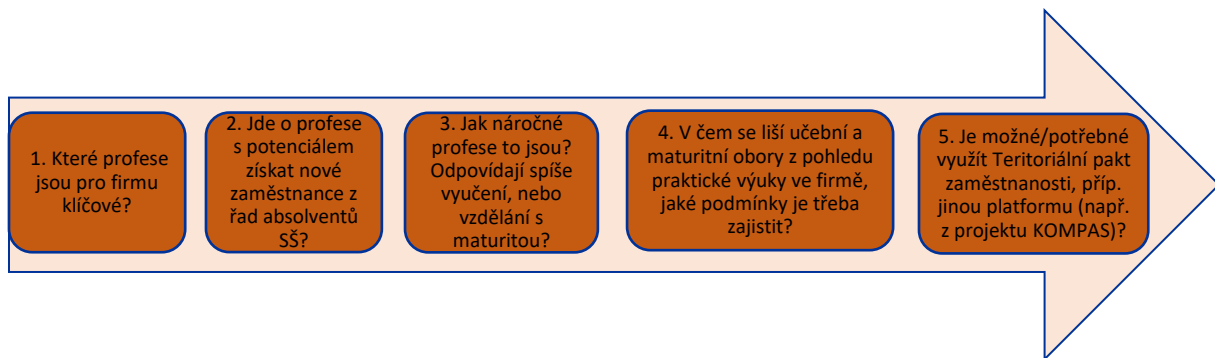 1. Které profese
jsou pro firmu
klíčové?
2. Jde o profese
s potenciálem
získat nové
zaměstnance z
řad absolventů
SŠ?
3. Jak náročné
profese to jsou?
Odpovídají spíše
vyučení, nebo
vzdělání s
maturitou?
4. V čem se liší učební a
maturitní obory z pohledu
praktické výuky ve firmě,
jaké podmínky je třeba
zajistit?
5. Je možné/potřebné
využít Teritoriální pakt
zaměstnanosti, příp.
jinou platformu (např.
z projektu KOMPAS)?